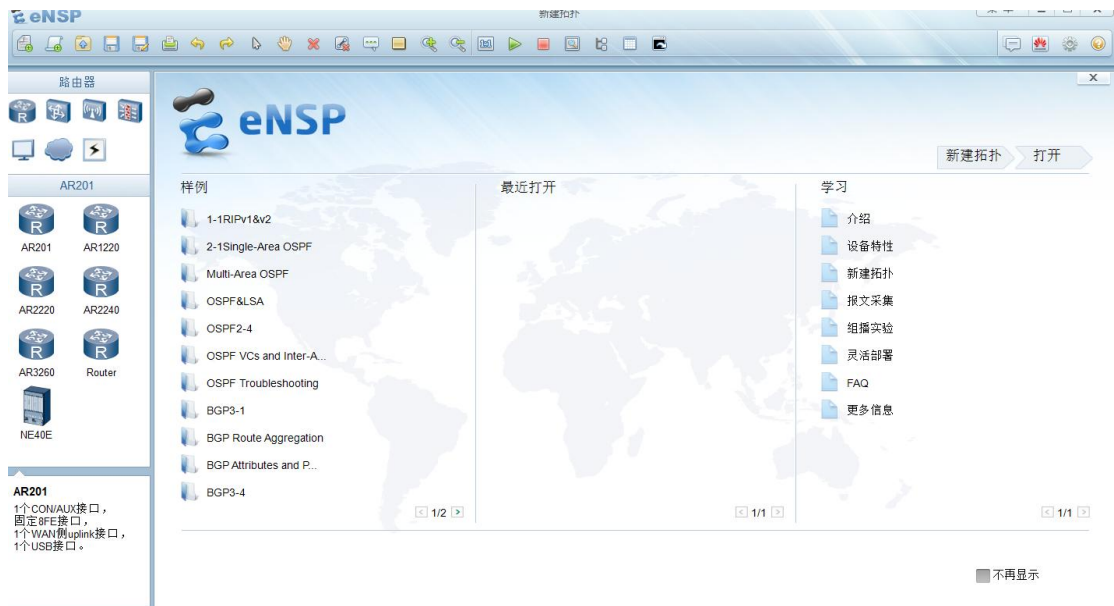 eNSP
新建拓扑
路由器
AR201
AR201
AR1220
AR2220
AR2240
AR3260
Router
NE40E
AR201
1个CON/AUX接口，
固定8FE接口，
1个WAN侧uplink接口，
1个USB接口。
X
eNSP
新建拓扑
打开
样例
1-1RIPv1&v2
2-1Single-Area OSPF
Multi-Area OSPF
OSPF&LSA
OSPF2-4
OSPF VCs and Inter-A...
OSPF Troubleshooting
BGP3-1
BGP Route Aggregation
BGP Attributes and P...
BGP3-4
1/2
最近打开
1/1
学习
介绍
设备特性
新建拓扑
报文采集
组播实验
灵活部署
FAQ
更多信息
1/1
不再显示